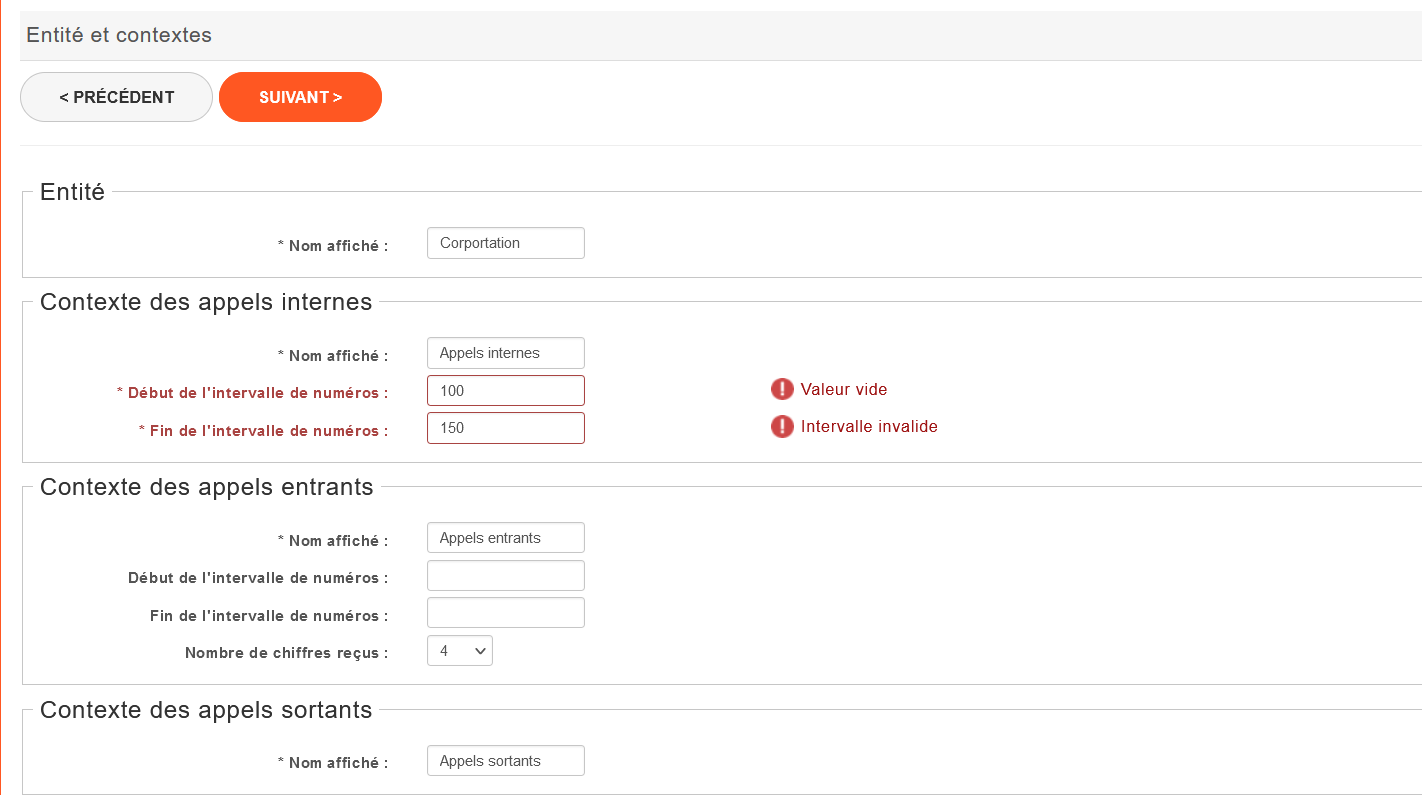 Entité et contextes
< PRÉCÉDENT SUIVANT >
Entité
* Nom affiché : Corportation
Contexte des appels internes
* Nom affiché : Appels internes
* Début de l'intervalle de numéros : 100 Valeur vide
* Fin de l'intervalle de numéros : 150 Intervalle invalide
Contexte des appels entrants
* Nom affiché : Appels entrants
Début de l'intervalle de numéros :
Fin de l'intervalle de numéros :
Nombre de chiffres reçus : 4
Contexte des appels sortants
* Nom affiché : Appels sortants